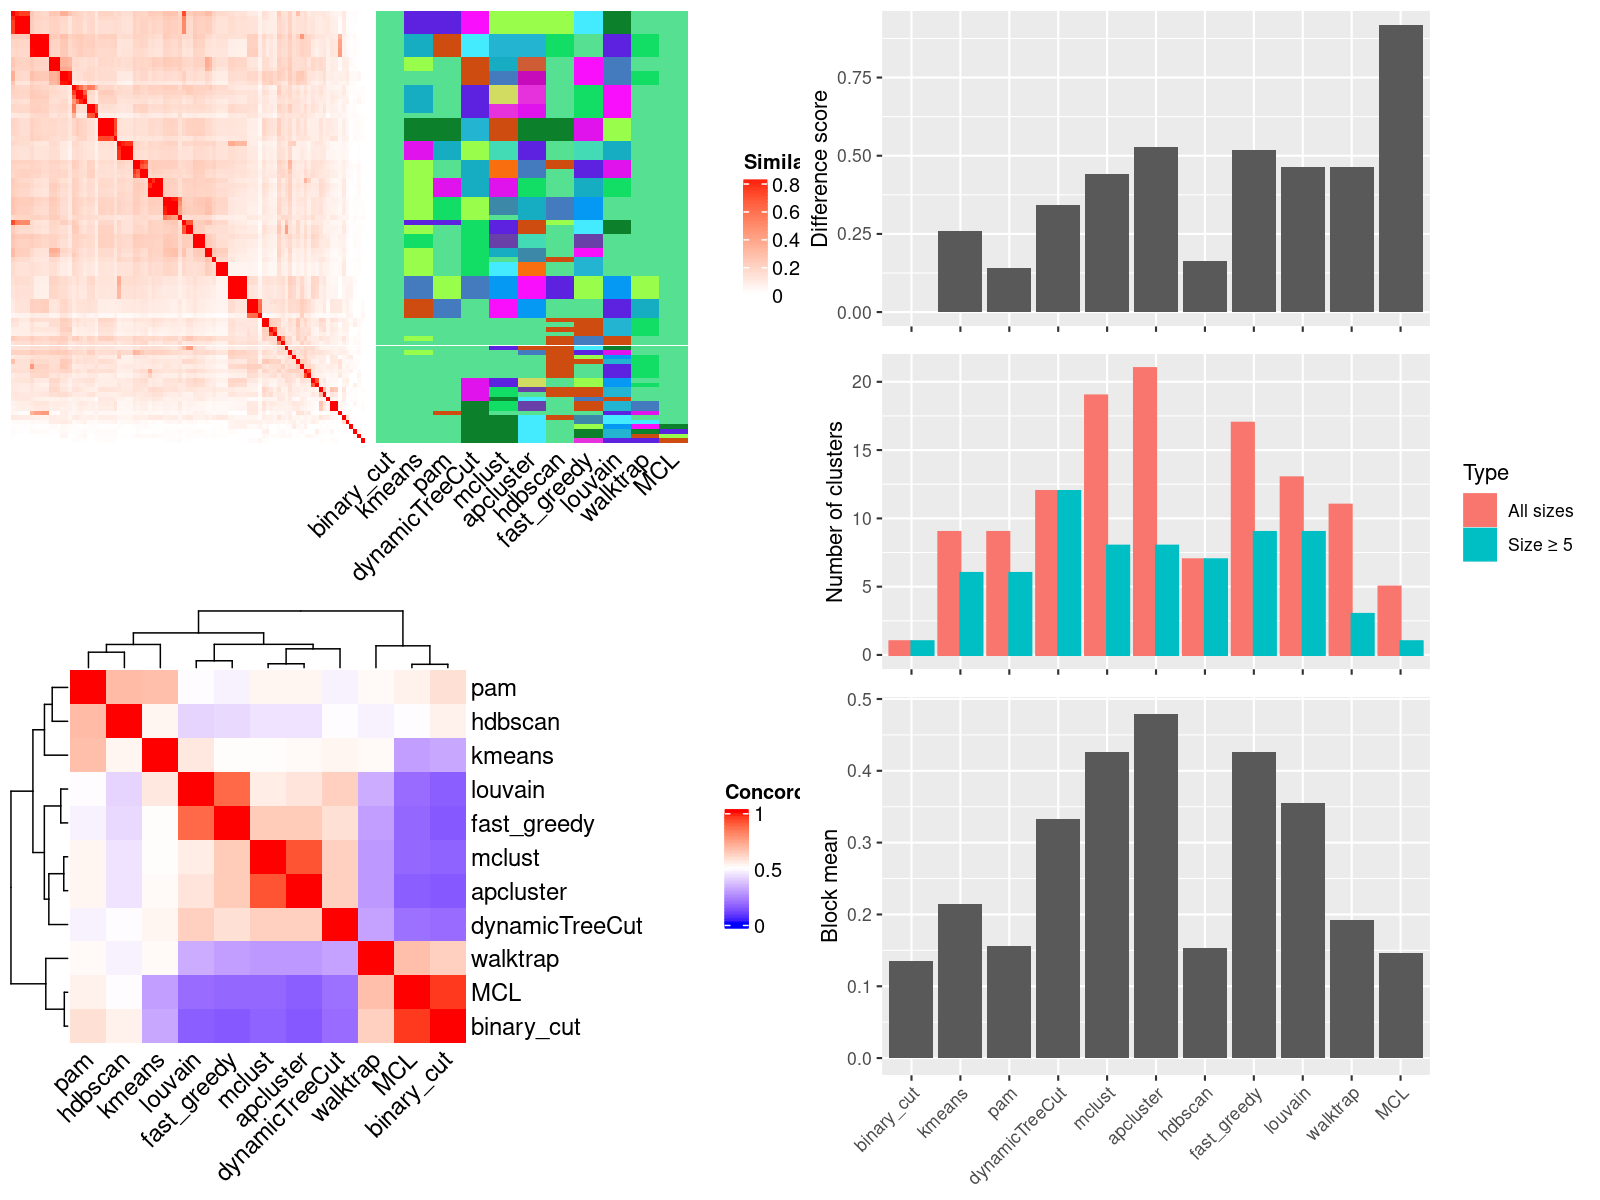 Simila
0.8
0.6
0.4
0.2
0
binary_cut
kmeans
pam
dynamicTreeCut
mclust
apcluster
hdbscan
fast_greedy
louvain
walktrap
MCL
pam
hdbscan
kmeans
louvain
fast_greedy
mclust
apcluster
dynamicTreeCut
walktrap
MCL
binary_cut
Concord
1
0.5
0
pam
hdbscan
kmeans
louvain
fast_greedy
mclust
apcluster
dynamicTreeCut
walktrap
MCL
binary_cut
Difference score
0.75
0.50
0.25
0.00
Number of clusters
20
15
10
5
0
Type
All sizes
Size ≥ 5
Block mean
0.5
0.4
0.3
0.2
0.1
0.0
binary_cut
kmeans
pam
dynamicTreeCut
mclust
apcluster
hdbscan
fast_greedy
louvain
walktrap
MCL